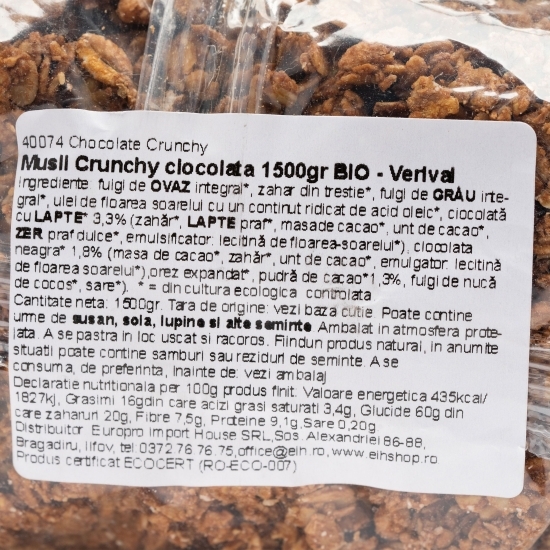 40074 Chocolate Crunchy
Musli Crunchy ciocolata 1500gr BIO - Verival
Ingrediente: fulgi de OVAZ integral*, zahar din trestie*, fulgi de GRÂU inte-
gral*, ulei de floarea soarelui cu un continut ridicat de acid oleic*, ciocolată
cu LAPTE* 3,3% (zahăr*, LAPTE praf*, masa de cacao*, unt de cacao*,
ZER praf dulce*, emulsificator: lecitină de floarea-soarelui*), ciocolata
neagra* 1,8% (masa de cacao*, zahăr*, unt de cacao*, emulgator: lecitină
de floarea soarelui*), orez expandat*, pudră de cacao* 1,3%, fulgi de nucă
de cocos*, sare*). * = din cultura ecologica controlata
Cantitate neta: 1500gr. Tara de origine: vezi baza cutie Poate contine
urme de susan, soia, lupine si alte seminte Ambalat in atmosfera prote-
jata. A se pastra in loc uscat si racoros. Fiindun produs natural, in anumite
situatii poate contine samburi sau reziduri de seminte. A se
consuma, de preferinta, inainte de: vezi ambalaj
Declaratie nutritionala per 100g produs finit: Valoare energetica 435kcal/
1827kj, Grasimi 16gdin care acizi grasi saturati 3,4g, Glucide 60g din
care zaharuri 20g, Fibre 7,5g, Proteine 9,1g,Sare 0,20g
Distribuitor Europro Import House SRL,Sos. Alexandriei 86-88,
Bragadiru, Ilfov, tel: 0372 76 76 75,office@eih.ro, www.eihshop.ro
Produs certificat ECOCERT (RO-ECO-007)